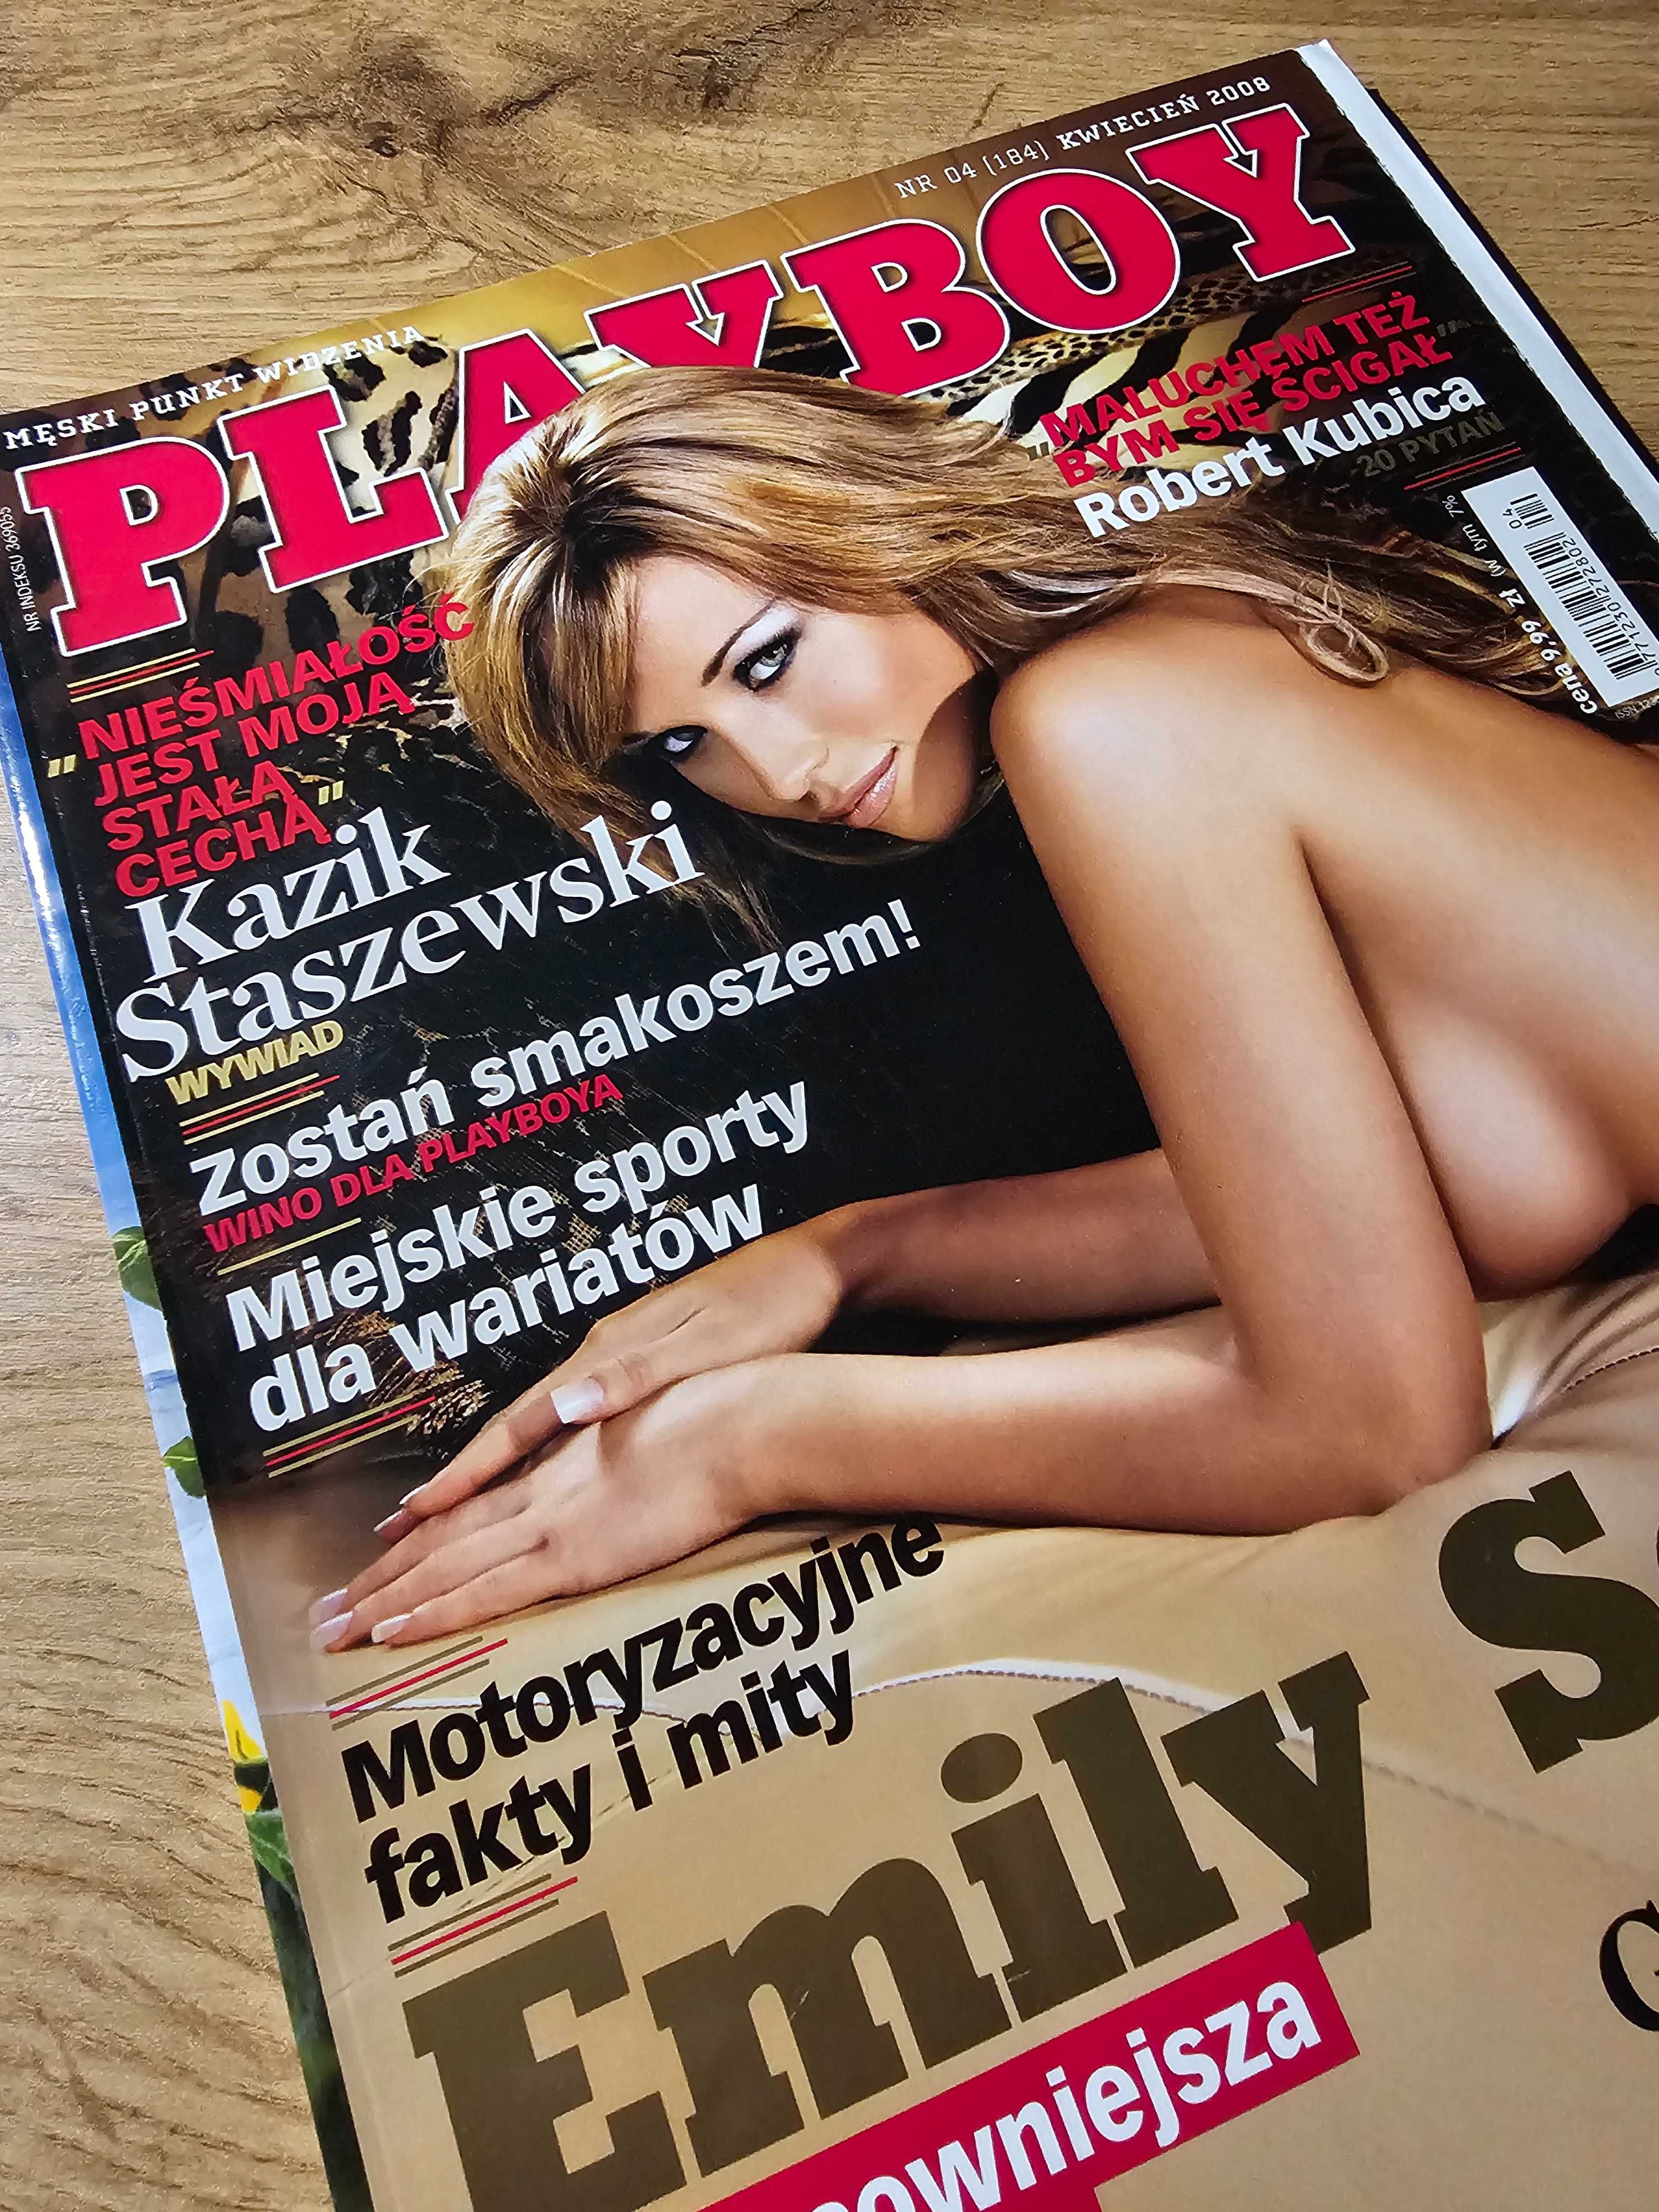 NR 04 (184) KWIECIEŃ 2008
MĘSKI PUNKT WIDZENIA
PLAYBOY
NR INDEKSU 369055
„MALUCHEM TEŻ
BYM SIĘ ŚCIGAŁ”
Robert Kubica
20 PYTAŃ
04
cena 9,99 zł (w tym 7%
„NIEŚMIAŁOŚĆ
JEST MOJĄ
STAŁĄ
CECHĄ”
Kazik
Staszewski
WYWIAD
Zostań smakoszem!
WINO DLA PLAYBOYA
Miejskie sporty
dla wariatów
Motoryzacyjne
fakty i mity
Emily S